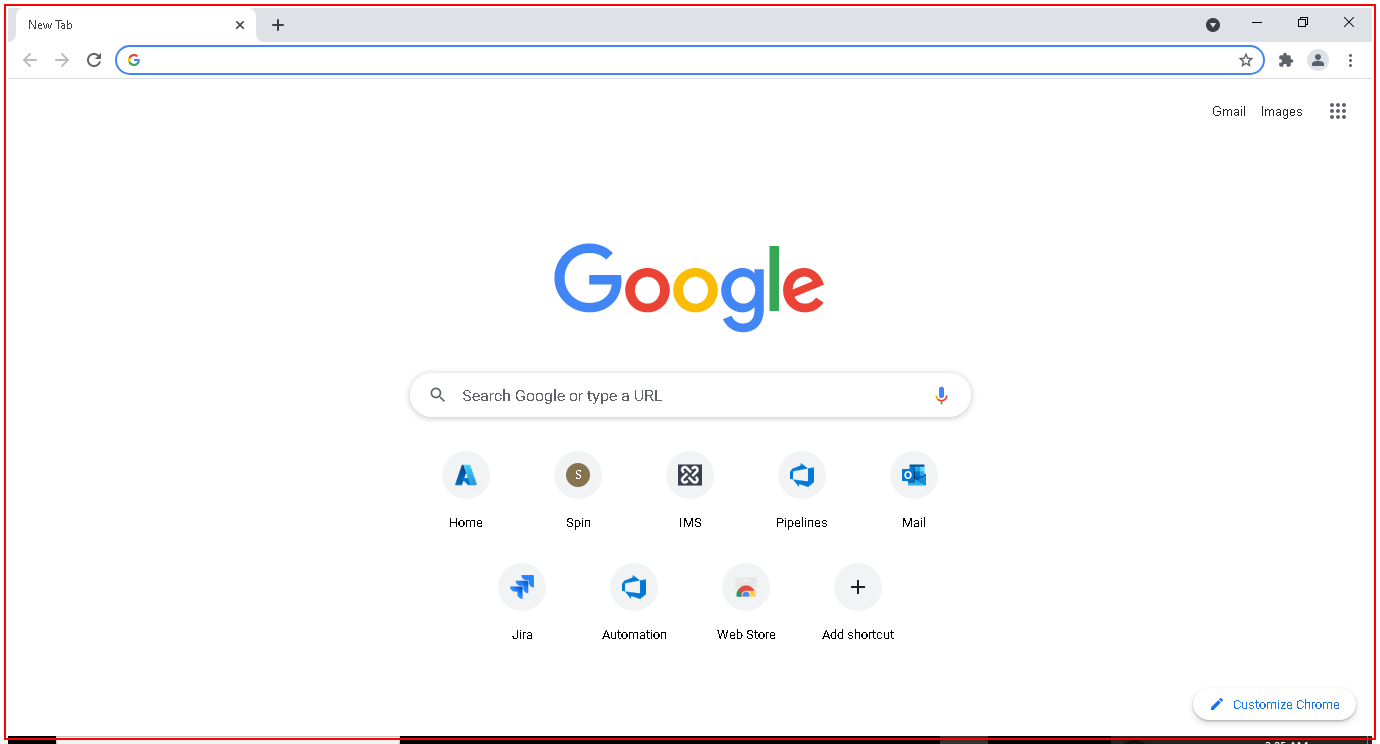 New Tab
Gmail Images
Google
Search Google or type a URL
S
Home Spin IMS Pipelines Mail
Jira Automation Web Store Add shortcut
Customize Chrome